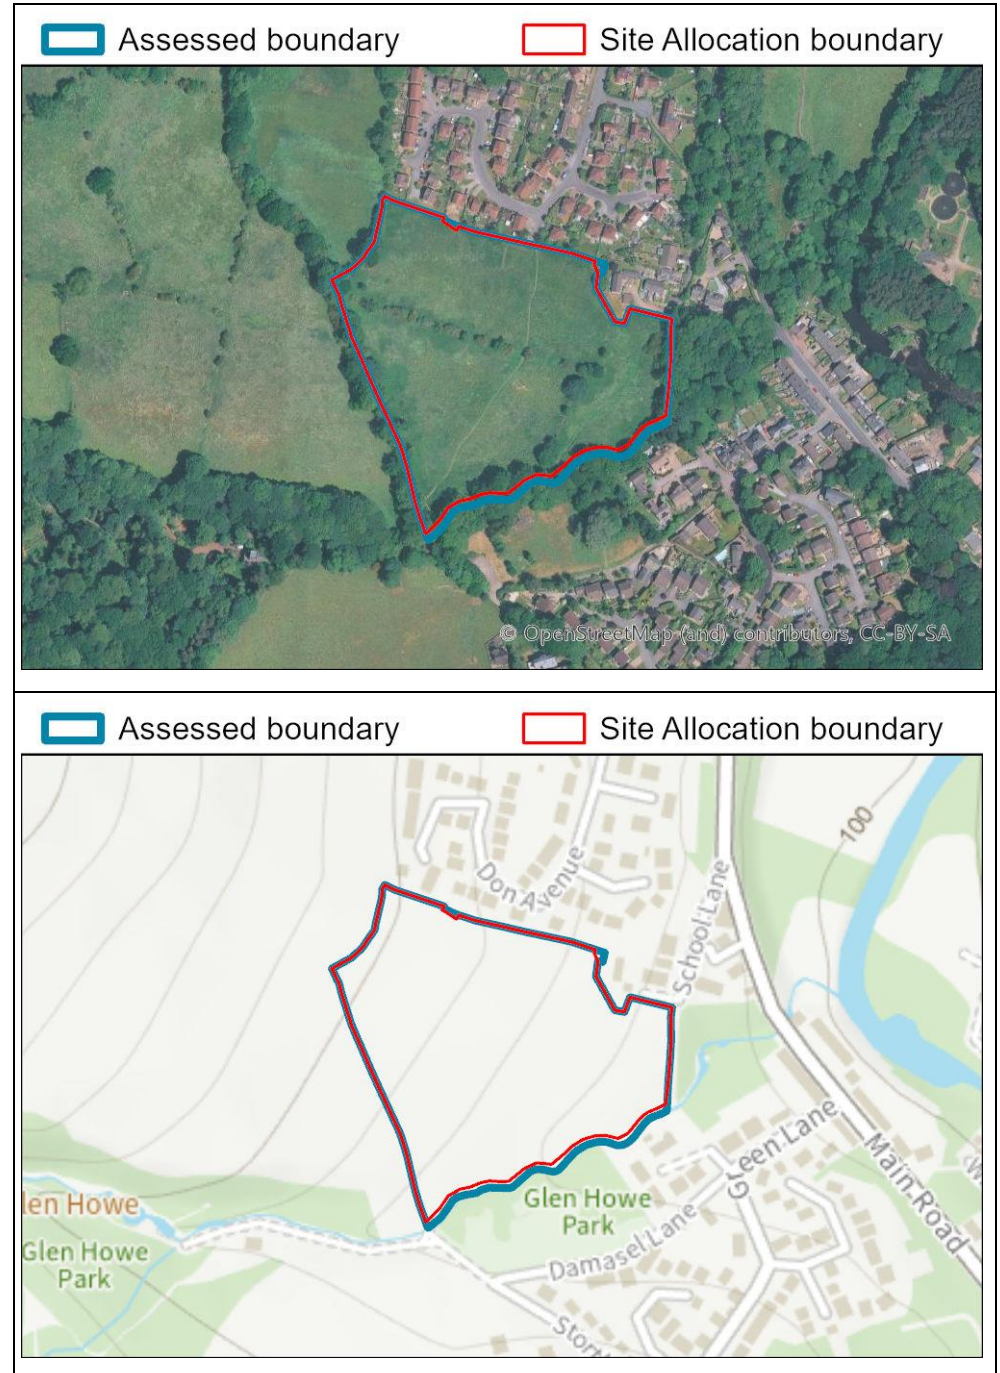 Assessed boundary
Site Allocation boundary
© OpenStreetMap (and) contributors, CC-BY-SA
Assessed boundary
Site Allocation boundary
100
Don Avenue
School Lane
Green Lane
Main Road
len Howe
Glen Howe
Park
Glen Howe
Park
Damasel Lane
Stort